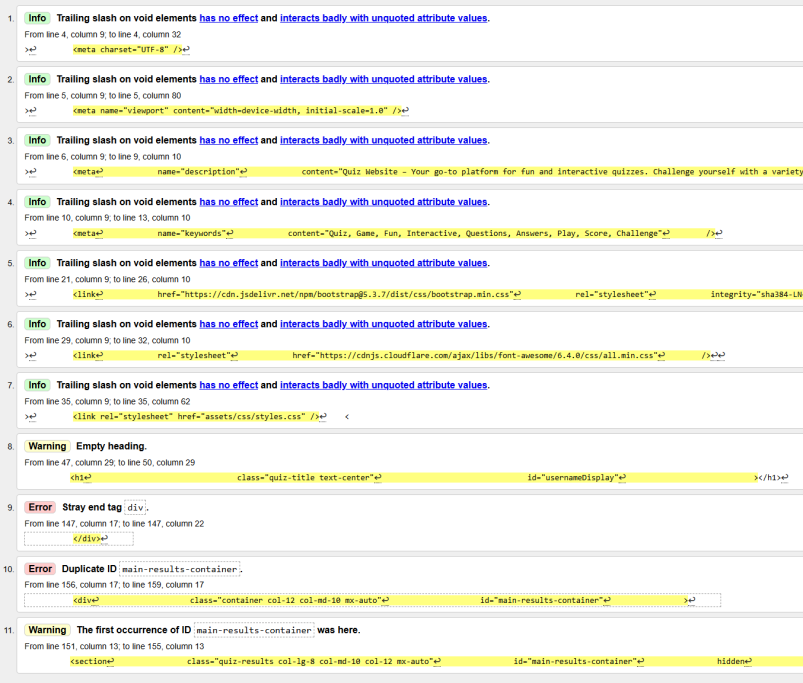 1. Info Trailing slash on void elements has no effect and interacts badly with unquoted attribute values.
From line 4, column 9; to line 4, column 32
>↩ <meta charset="UTF-8" />↩
2. Info Trailing slash on void elements has no effect and interacts badly with unquoted attribute values.
From line 5, column 9; to line 5, column 80
>↩ <meta name="viewport" content="width=device-width, initial-scale=1.0" />↩
3. Info Trailing slash on void elements has no effect and interacts badly with unquoted attribute values.
From line 6, column 9; to line 9, column 10
>↩ <meta↩ name="description"↩ content="Quiz Website – Your go-to platform for fun and interactive quizzes. Challenge yourself with a variety
4. Info Trailing slash on void elements has no effect and interacts badly with unquoted attribute values.
From line 10, column 9; to line 13, column 10
>↩ <meta↩ name="keywords"↩ content="Quiz, Game, Fun, Interactive, Questions, Answers, Play, Score, Challenge"↩ />↩
5. Info Trailing slash on void elements has no effect and interacts badly with unquoted attribute values.
From line 21, column 9; to line 26, column 10
>↩ <link↩ href="https://cdn.jsdelivr.net/npm/bootstrap@5.3.7/dist/css/bootstrap.min.css"↩ rel="stylesheet"↩ integrity="sha384-LN
6. Info Trailing slash on void elements has no effect and interacts badly with unquoted attribute values.
From line 29, column 9; to line 32, column 10
>↩ <link↩ rel="stylesheet"↩ href="https://cdnjs.cloudflare.com/ajax/libs/font-awesome/6.4.0/css/all.min.css"↩ />↩↩
7. Info Trailing slash on void elements has no effect and interacts badly with unquoted attribute values.
From line 35, column 9; to line 35, column 62
>↩ <link rel="stylesheet" href="assets/css/styles.css" />↩ <
8. Warning Empty heading.
From line 47, column 29; to line 50, column 29
<h1↩ class="quiz-title text-center"↩ id="usernameDisplay"↩ ></h1>↩
9. Error Stray end tag div.
From line 147, column 17; to line 147, column 22
</div>↩
10. Error Duplicate ID main-results-container.
From line 156, column 17; to line 159, column 17
<div↩ class="container col-12 col-md-10 mx-auto"↩ id="main-results-container"↩ >↩
11. Warning The first occurrence of ID main-results-container was here.
From line 151, column 13; to line 155, column 13
<section↩ class="quiz-results col-lg-8 col-md-10 col-12 mx-auto"↩ id="main-results-container"↩ hidden↩